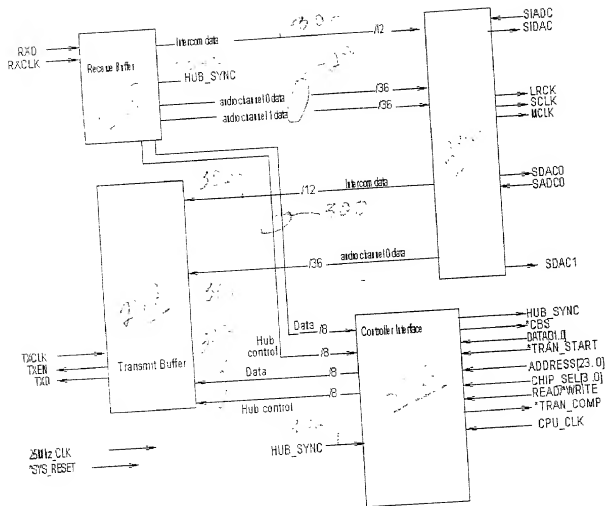 RXD
RXCLK
Receive Buffer
Intercom data
/12
HUB_SYNC
audio channel 0 data
/36
audio channel 1 data
/36
SIADC
SIDAC
LRCK
SCLK
MCLK
SDAC0
SADC0
SDAC1
/12
Intercom data
300
/36
audio channel 0 data
TXCLK
TXEN
TXD
Transmit Buffer
Data
/8
Hub
control
/8
Data
/8
Hub control
/8
Controller Interface
HUB_SYNC
*CBS
*TRAN_START
ADDRESS[23..0]
CHIP_SEL[3..0]
READ/*WRITE
*TRAN_COMP
CPU_CLK
HUB_SYNC
25Mhz_CLK
*SYS_RESET